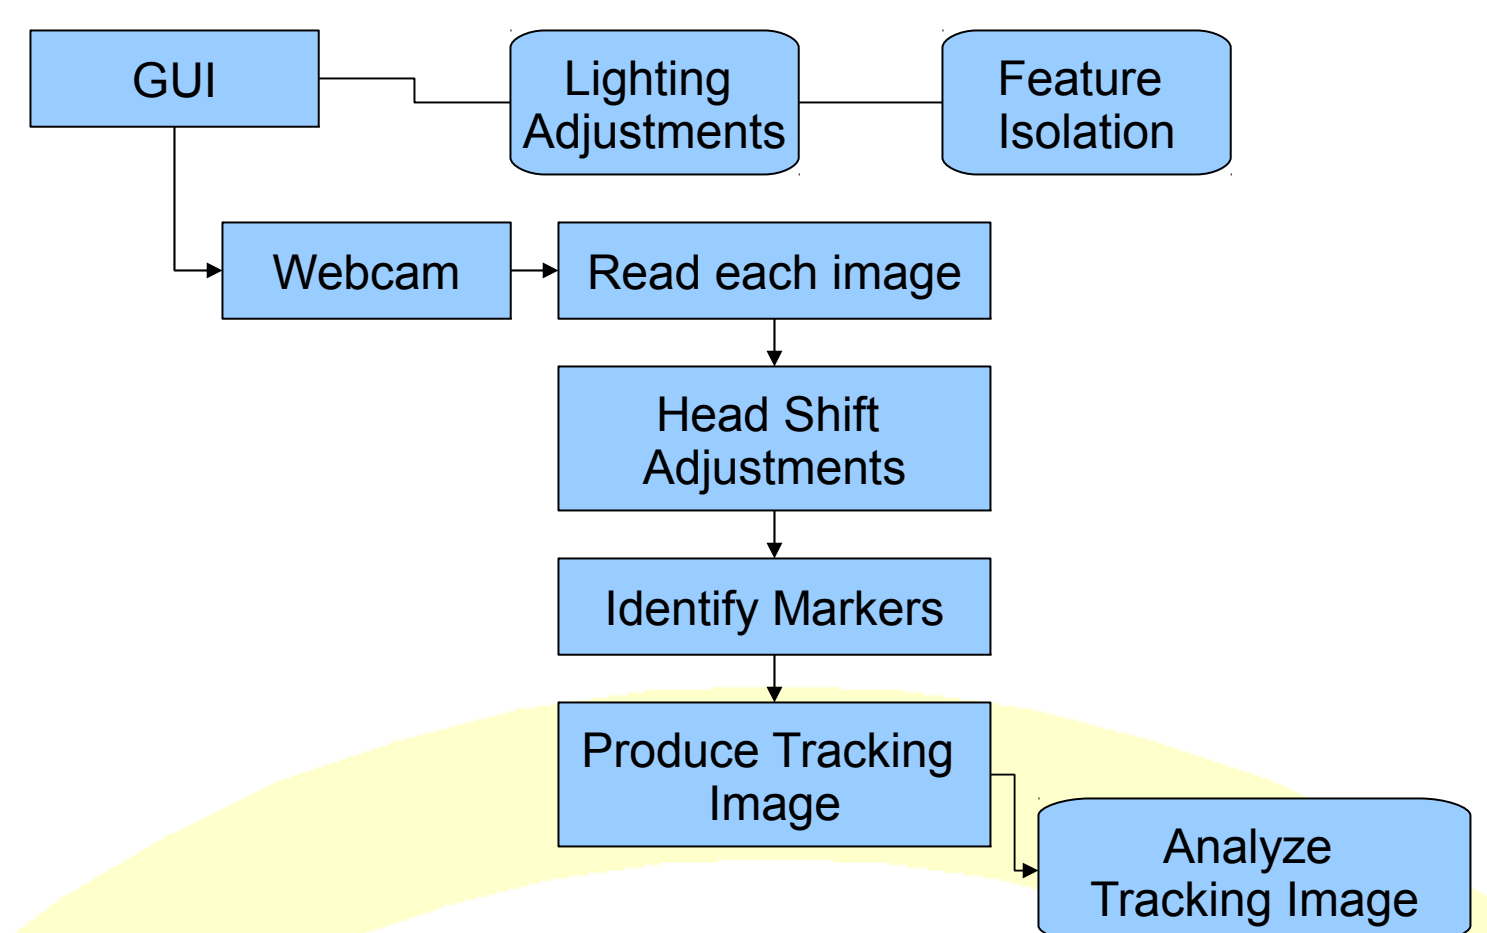 GUI
Lighting
Adjustments
Feature
Isolation
Webcam
Read each image
Head Shift
Adjustments
Identify Markers
Produce Tracking
Image
Analyze
Tracking Image